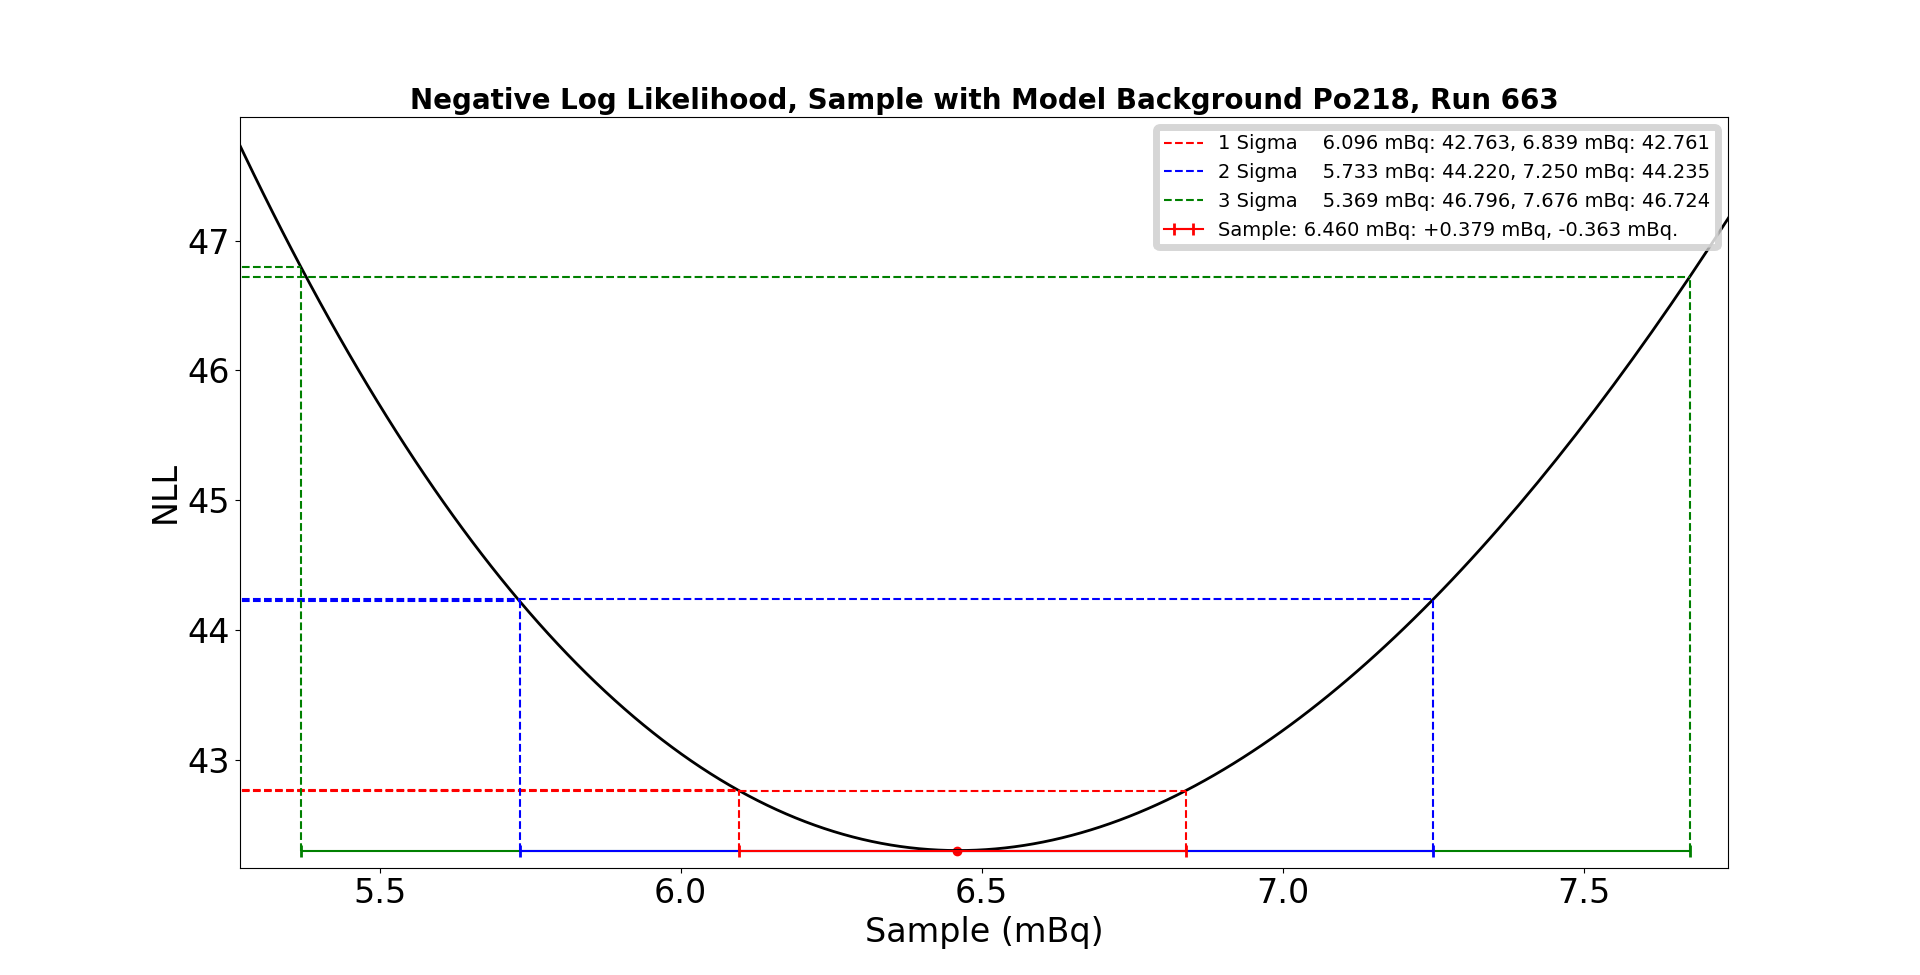 Negative Log Likelihood, Sample with Model Background Po218, Run 663
1 Sigma    6.096 mBq: 42.763, 6.839 mBq: 42.761
2 Sigma    5.733 mBq: 44.220, 7.250 mBq: 44.235
3 Sigma    5.369 mBq: 46.796, 7.676 mBq: 46.724
Sample: 6.460 mBq: +0.379 mBq, -0.363 mBq.
47
46
45
44
43
NLL
5.5 6.0 6.5 7.0 7.5
Sample (mBq)